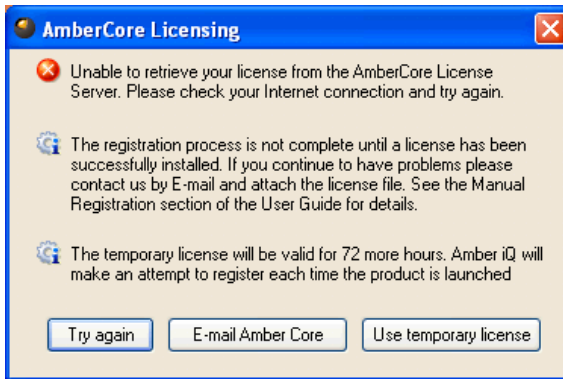 AmberCore Licensing
Unable to retrieve your license from the AmberCore License
Server. Please check your Internet connection and try again.
The registration process is not complete until a license has been
successfully installed. If you continue to have problems please
contact us by E-mail and attach the license file. See the Manual
Registration section of the User Guide for details.
The temporary license will be valid for 72 more hours. Amber iQ will
make an attempt to register each time the product is launched
Try again E-mail Amber Core Use temporary license